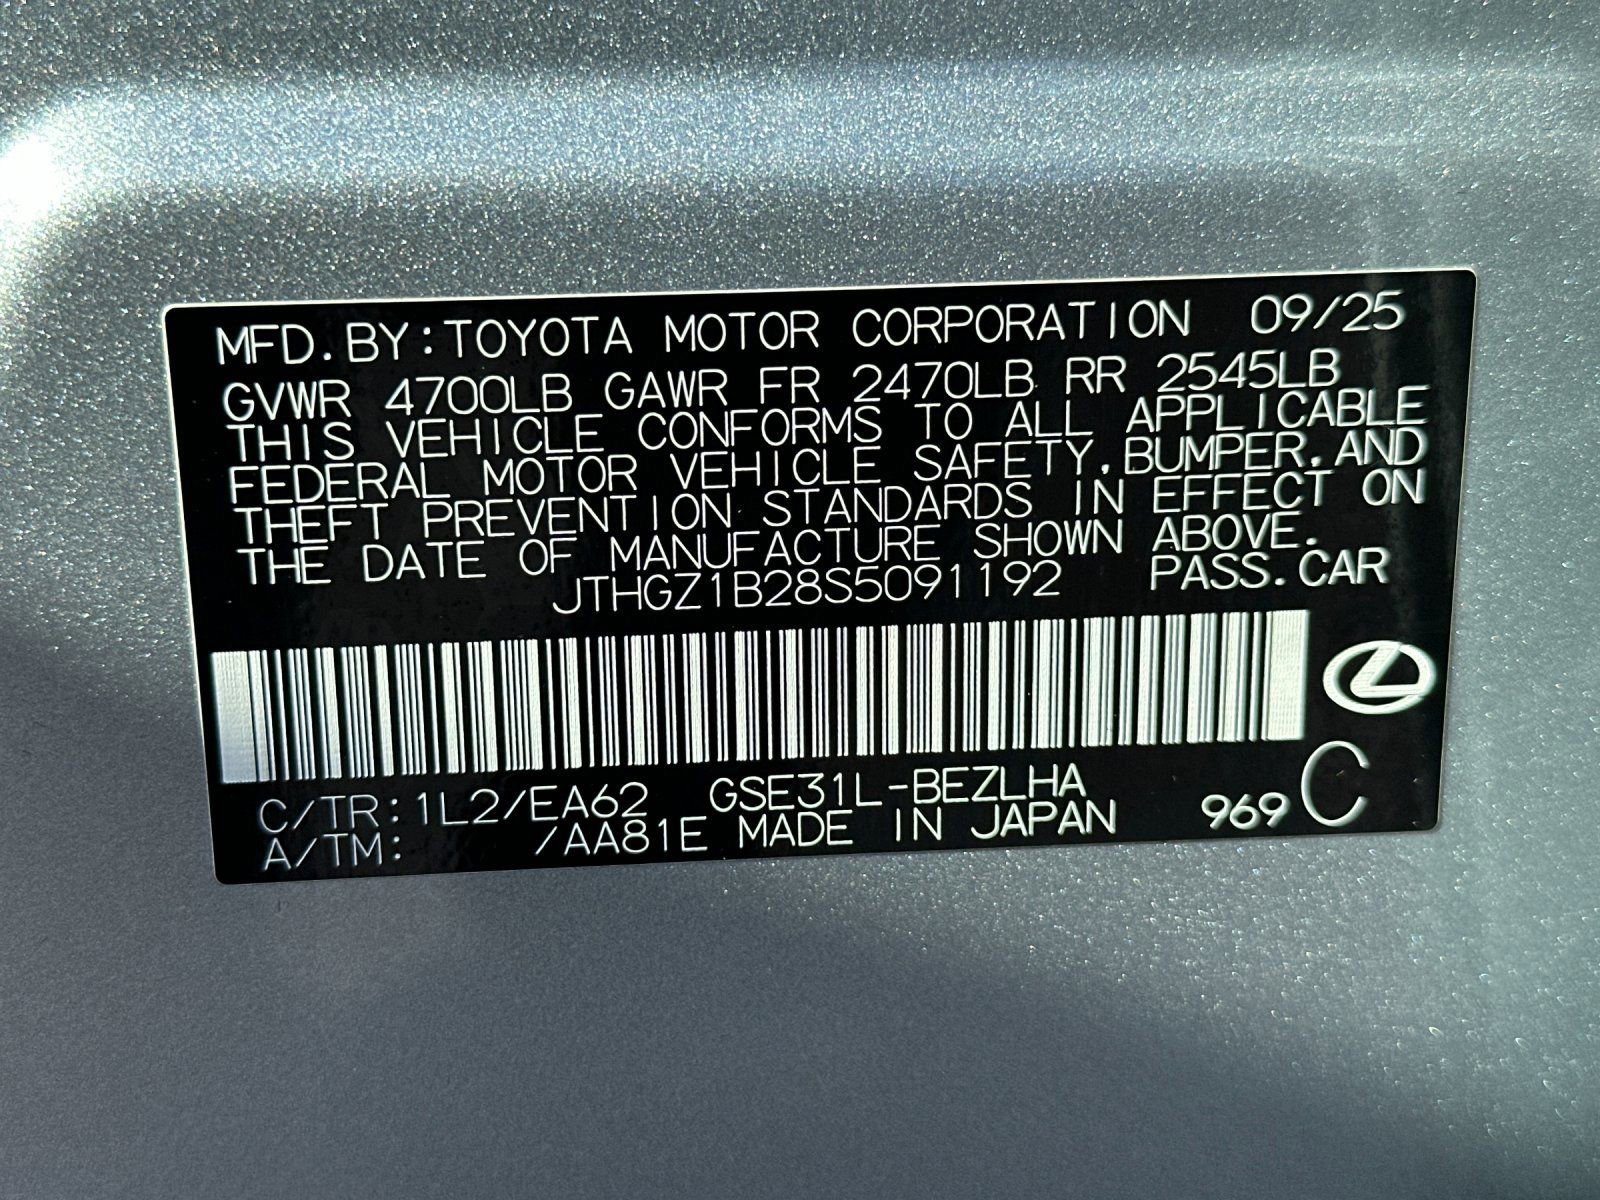 MFD.BY:TOYOTA MOTOR CORPORATION 09/25
GVWR 4700LB GAWR FR 2470LB RR 2545LB
THIS VEHICLE CONFORMS TO ALL APPLICABLE
FEDERAL MOTOR VEHICLE SAFETY,BUMPER,AND
THEFT PREVENTION STANDARDS IN EFFECT ON
THE DATE OF MANUFACTURE SHOWN ABOVE.
JTHGZ1B28S5091192 PASS.CAR
C/TR:1L2/EA62 GSE31L-BEZLHA
A/TM: /AA81E MADE IN JAPAN 969 C